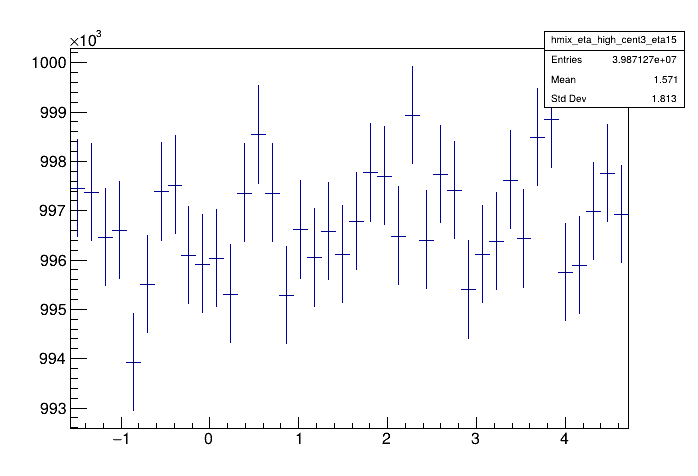 ×10³
hmix_eta_high_cent3_eta15
Entries 3.987127e+07
Mean 1.571
Std Dev 1.813
1000
999
998
997
996
995
994
993
−1 0 1 2 3 4